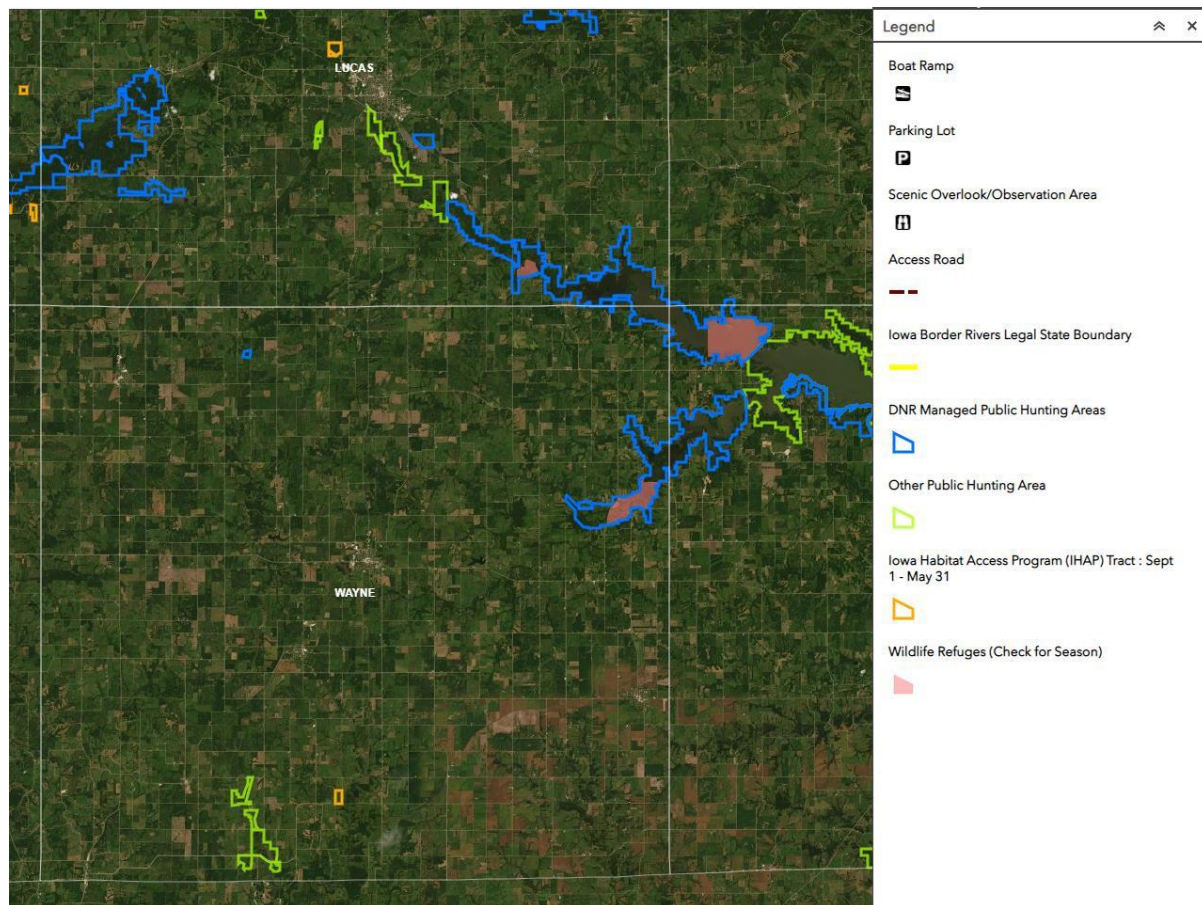 LUCAS
WAYNE
Legend
Boat Ramp
Parking Lot
P
Scenic Overlook/Observation Area
Access Road
Iowa Border Rivers Legal State Boundary
DNR Managed Public Hunting Areas
Other Public Hunting Area
Iowa Habitat Access Program (IHAP) Tract : Sept
1 - May 31
Wildlife Refuges (Check for Season)